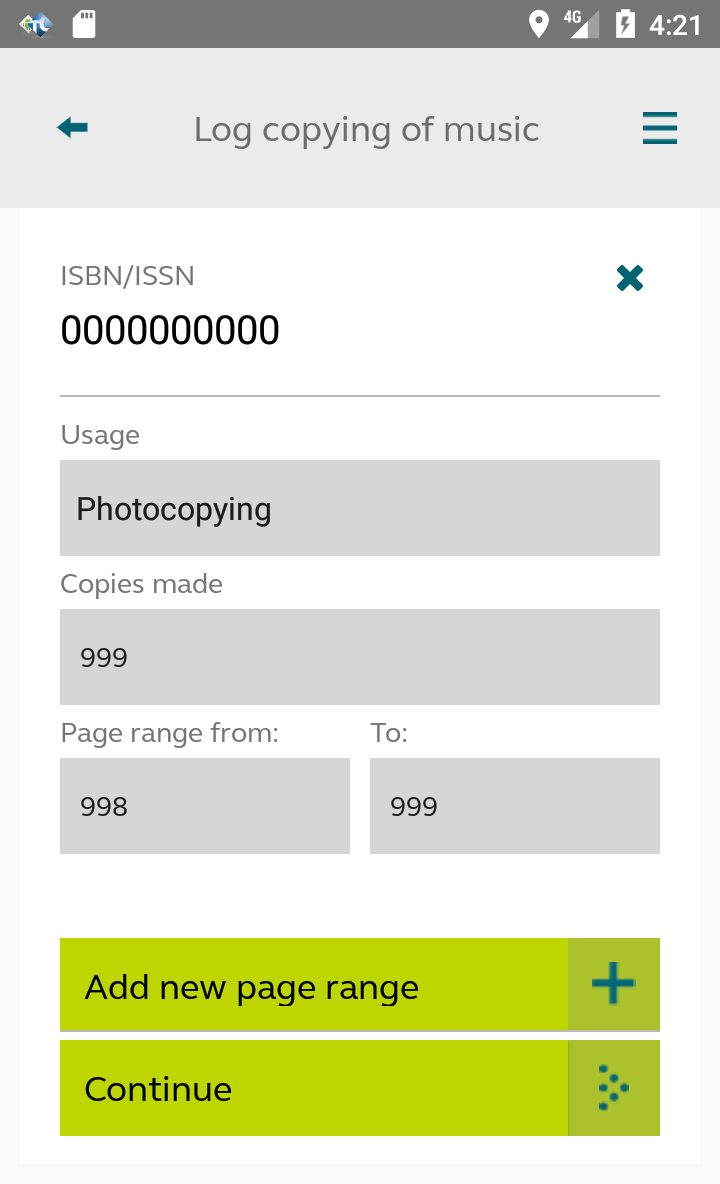 4G 4:21
Log copying of music
ISBN/ISSN
0000000000
Usage
Photocopying
Copies made
999
Page range from: To:
998 999
Add new page range
Continue